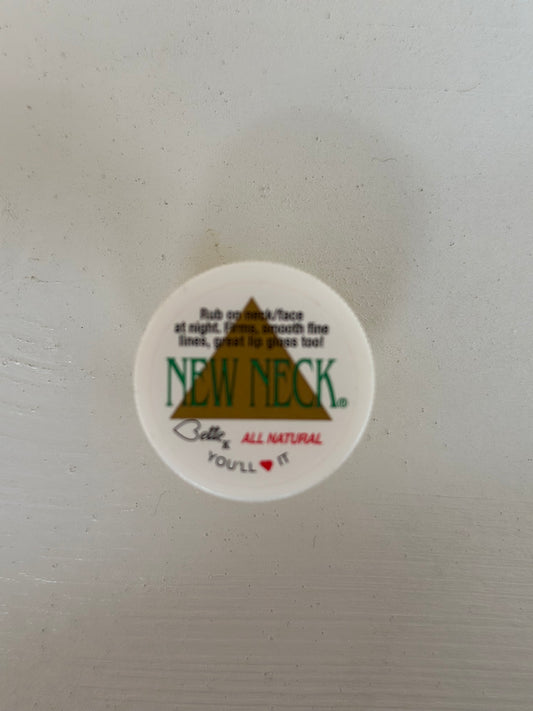 Rub on neck/face
at night. Firms, smooth fine
lines, great lip gloss too!
NEW NECK®
Belle
ALL NATURAL
YOU'LL ♥ IT